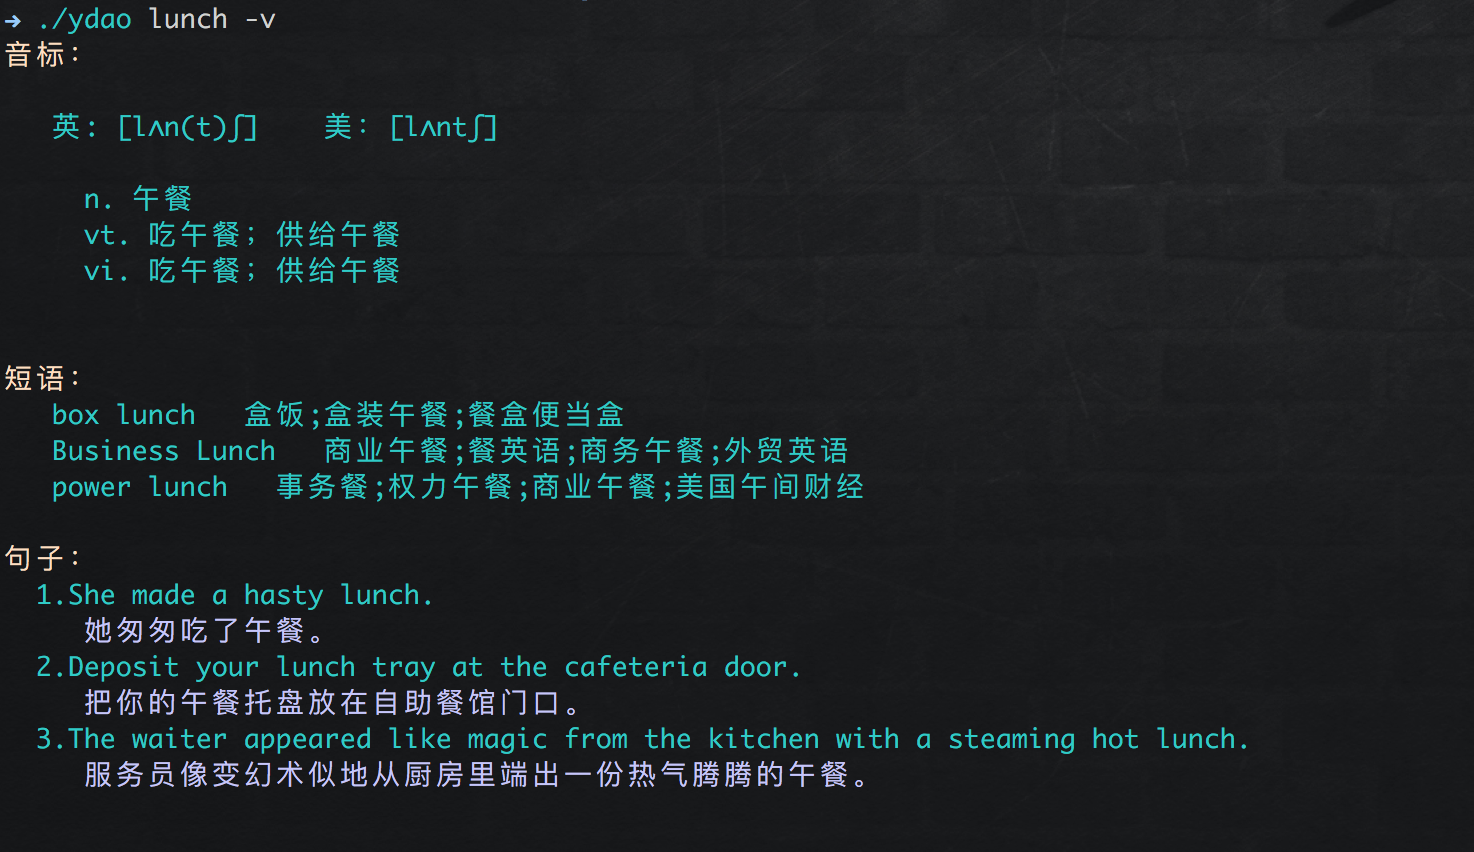 → ./ydao lunch -v
音标:
英: [lʌn(t)ʃ] 美: [lʌntʃ]
n. 午餐
vt. 吃午餐；供给午餐
vi. 吃午餐；供给午餐
短语:
box lunch 盒饭;盒装午餐;餐盒便当盒
Business Lunch 商业午餐;餐英语;商务午餐;外贸英语
power lunch 事务餐;权力午餐;商业午餐;美国午间财经
句子:
1.She made a hasty lunch.
她匆匆吃了午餐。
2.Deposit your lunch tray at the cafeteria door.
把你的午餐托盘放在自助餐馆门口。
3.The waiter appeared like magic from the kitchen with a steaming hot lunch.
服务员像变幻术似地从厨房里端出一份热气腾腾的午餐。